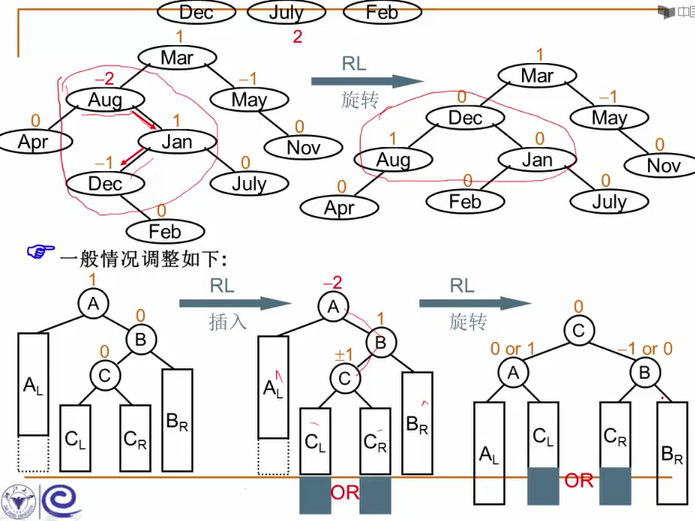 Dec July Feb 中国
2
1 RL 1
Mar 旋转 Mar
−2 −1 0 −1
Aug May Dec May
0 1 0 1 0 0
Apr Jan Nov Aug Jan Nov
−1 0 0 0 0
Dec July Apr Feb July
0
Feb
一般情况调整如下:
1 RL −2 RL 0
A 插入 A 旋转 C
0 1 0 or 1 −1 or 0
B B A B
0 ±1
C C
AL CL CR BR AL CL CR BR AL CL CR BR
OR OR